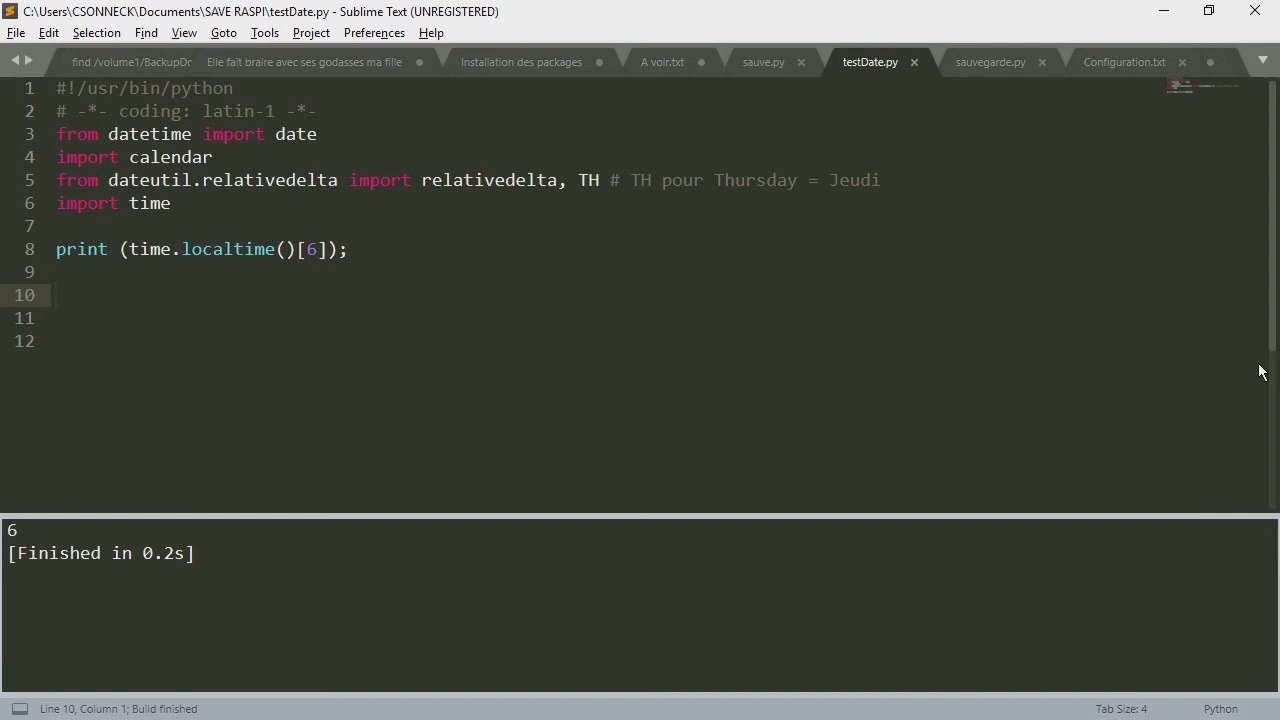 C:\Users\CSONNECK\Documents\SAVE RASPI\testDate.py - Sublime Text (UNREGISTERED)
File Edit Selection Find View Goto Tools Project Preferences Help
find /volume1/BackupDc Elle fait braire avec ses godasses ma fille Installation des packages A voir.txt sauve.py testDate.py sauvegarde.py Configuration.txt
1 #!/usr/bin/python
2 # -*- coding: latin-1 -*-
3 from datetime import date
4 import calendar
5 from dateutil.relativedelta import relativedelta, TH # TH pour Thursday = Jeudi
6 import time
7
8 print (time.localtime()[6]);
9
10
11
12
6
[Finished in 0.2s]
Line 10, Column 1; Build finished Tab Size: 4 Python